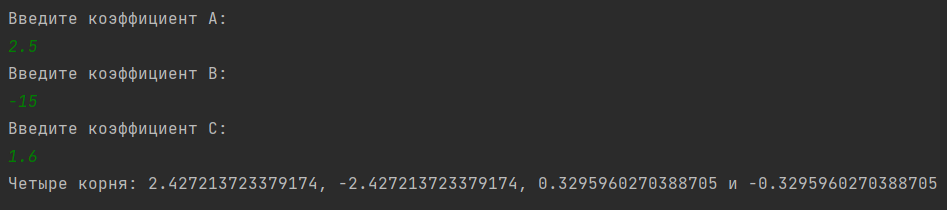 Введите коэффициент А:
2.5
Введите коэффициент B:
-15
Введите коэффициент C:
1.6
Четыре корня: 2.427213723379174, -2.427213723379174, 0.3295960270388705 и -0.3295960270388705